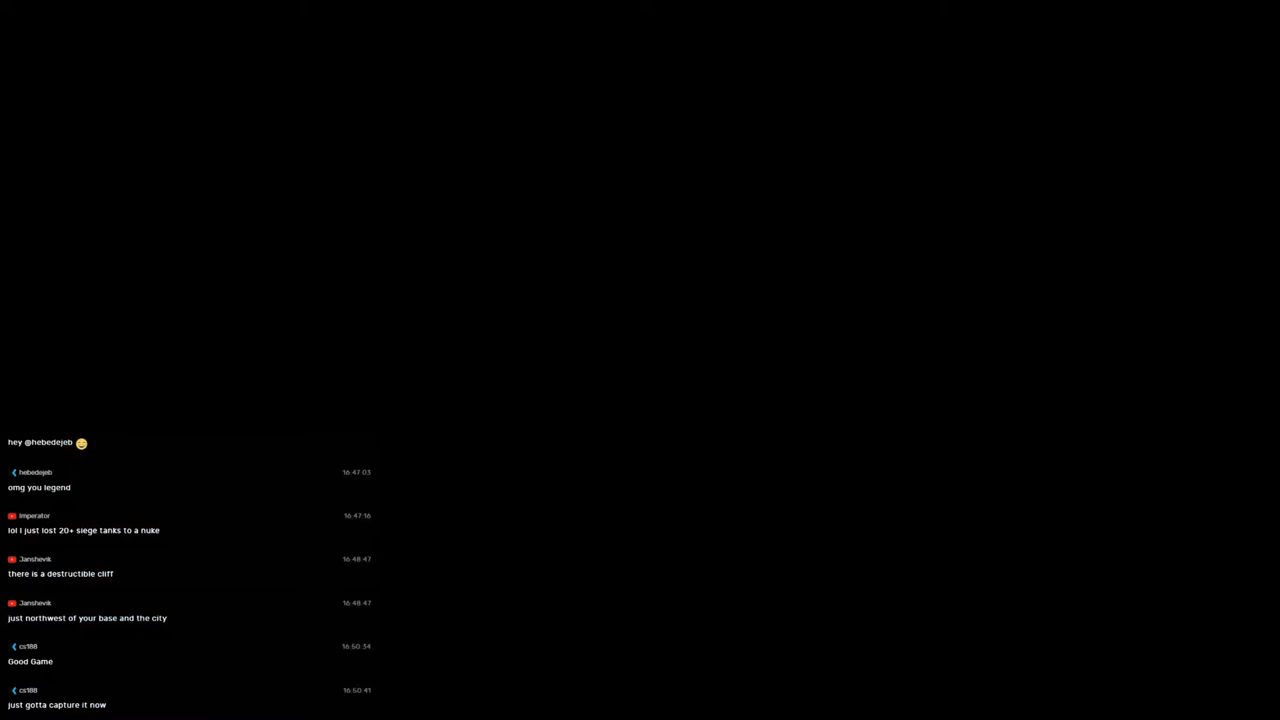 hey @hebedejeb
hebedejeb 16:47:03
omg you legend
Imperator 16:47:16
lol I just lost 20+ siege tanks to a nuke
Janshevik 16:48:47
there is a destructible cliff
Janshevik 16:48:47
just northwest of your base and the city
cs188 16:50:34
Good Game
cs188 16:50:41
just gotta capture it now